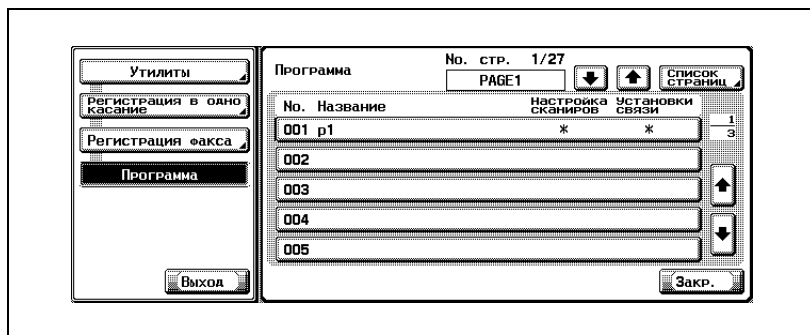 Утилиты
Регистрация в одно
касание
Регистрация факса
Программа
Выход
Программа
No. стр. 1/27
PAGE1
Список
страниц
No. Название
Настройка
сканиров
Установки
связи
001 p1 * *
1
3
002
003
004
005
Закр.